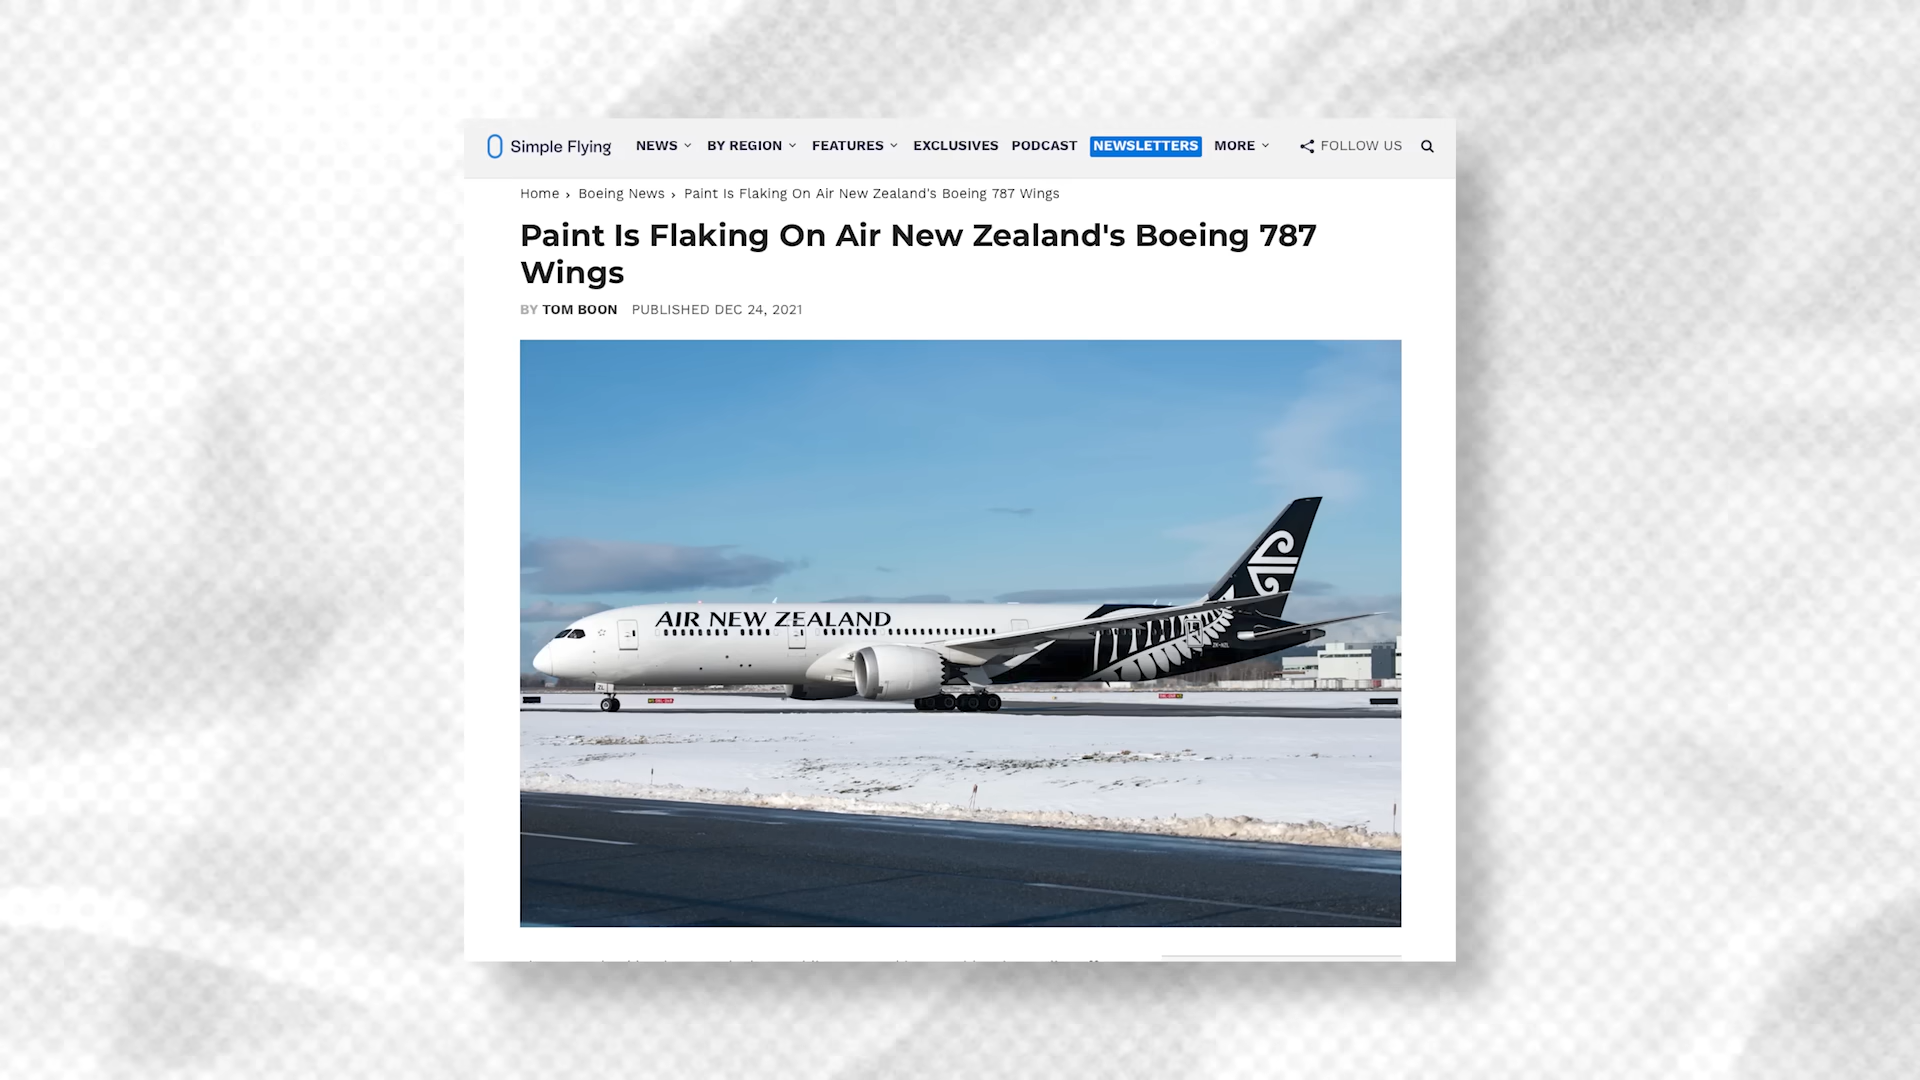 Simple Flying NEWS BY REGION FEATURES EXCLUSIVES PODCAST NEWSLETTERS MORE FOLLOW US
Home › Boeing News › Paint Is Flaking On Air New Zealand's Boeing 787 Wings
Paint Is Flaking On Air New Zealand's Boeing 787
Wings
BY TOM BOON PUBLISHED DEC 24, 2021
AIR NEW ZEALAND